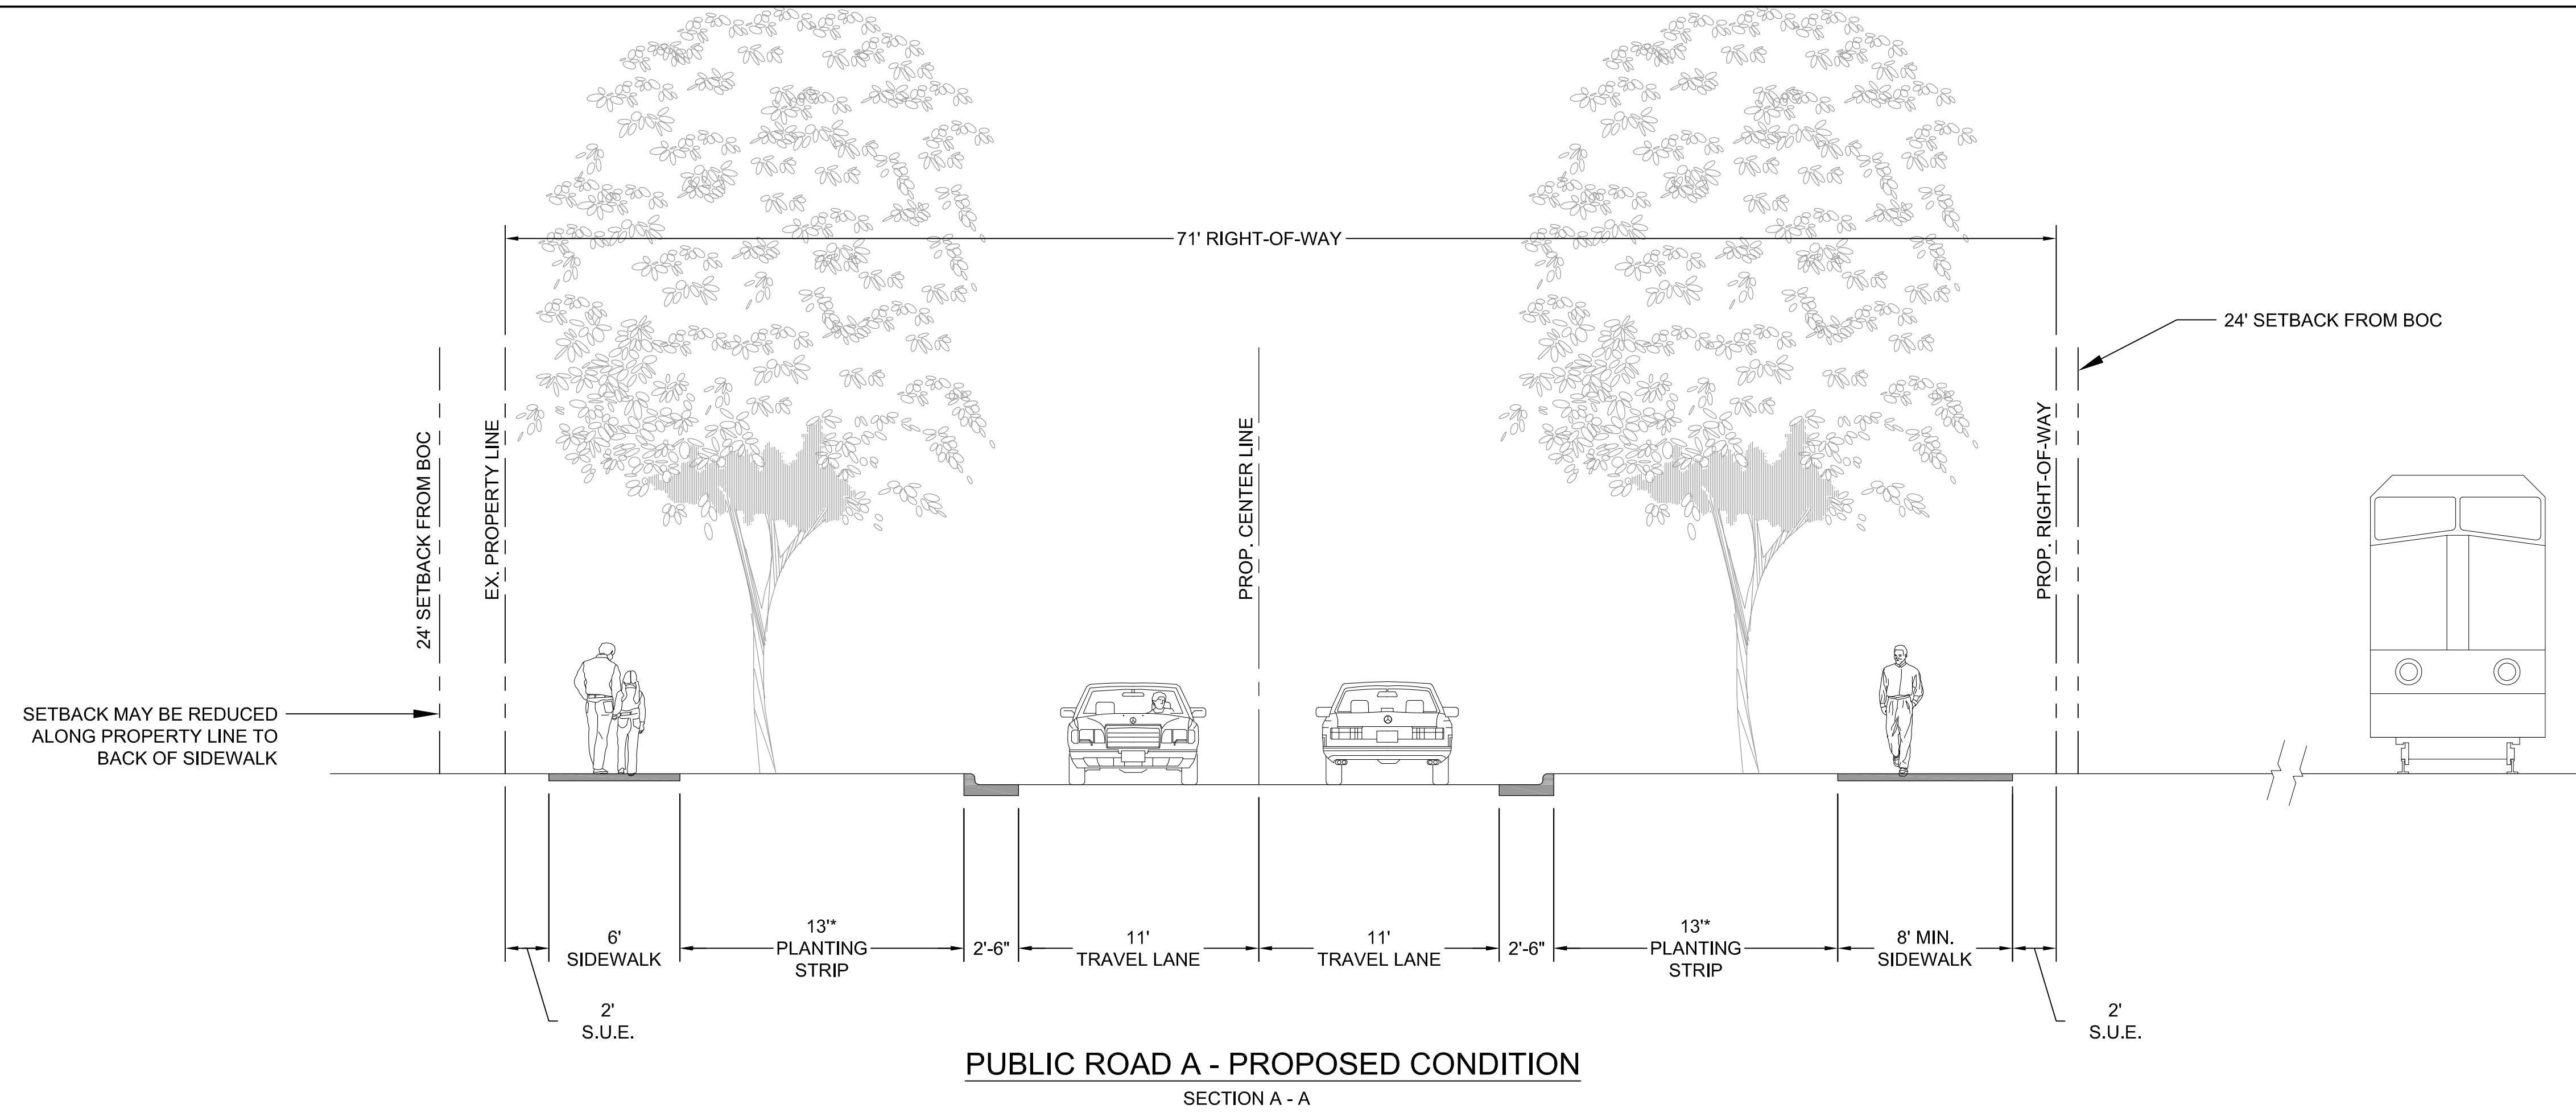 71' RIGHT-OF-WAY
24' SETBACK FROM BOC
24' SETBACK FROM BOC
EX. PROPERTY LINE
PROP. CENTER LINE
PROP. RIGHT-OF-WAY
SETBACK MAY BE REDUCED
ALONG PROPERTY LINE TO
BACK OF SIDEWALK
6'
SIDEWALK
13'*
PLANTING
STRIP
2'-6"
11'
TRAVEL LANE
11'
TRAVEL LANE
2'-6"
13'*
PLANTING
STRIP
8' MIN.
SIDEWALK
2'
S.U.E.
2'
S.U.E.
PUBLIC ROAD A - PROPOSED CONDITION
SECTION A - A